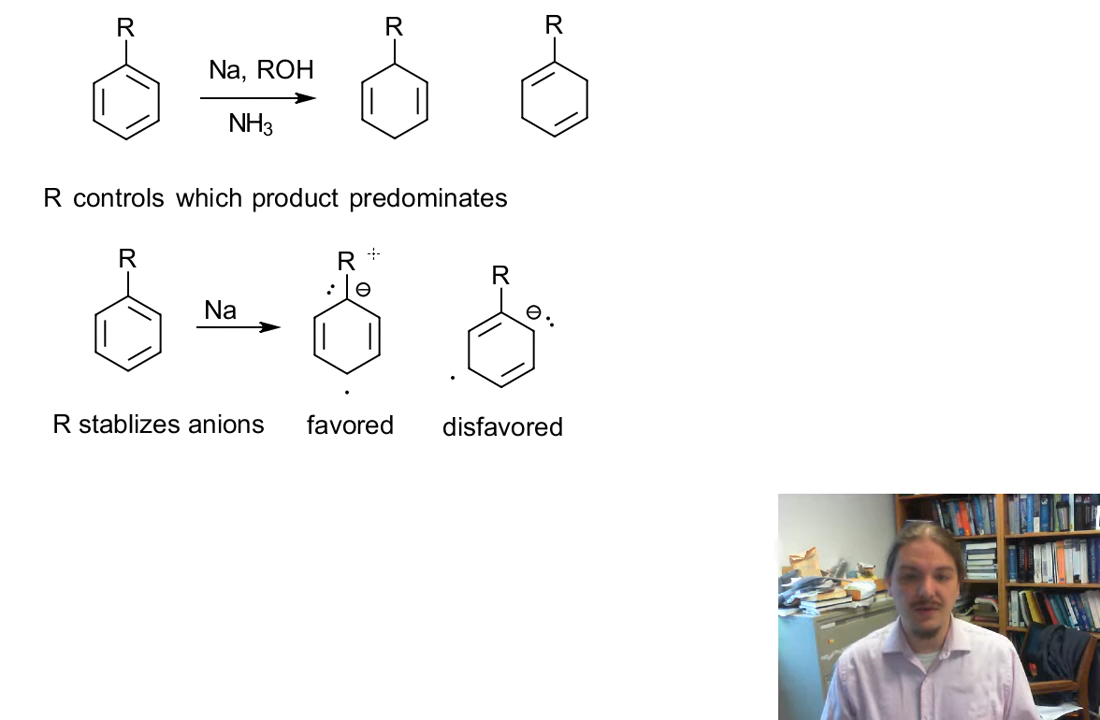 R R R
Na, ROH
NH3
R controls which product predominates
R R R
Na
⊖ ⊖
R stablizes anions favored disfavored